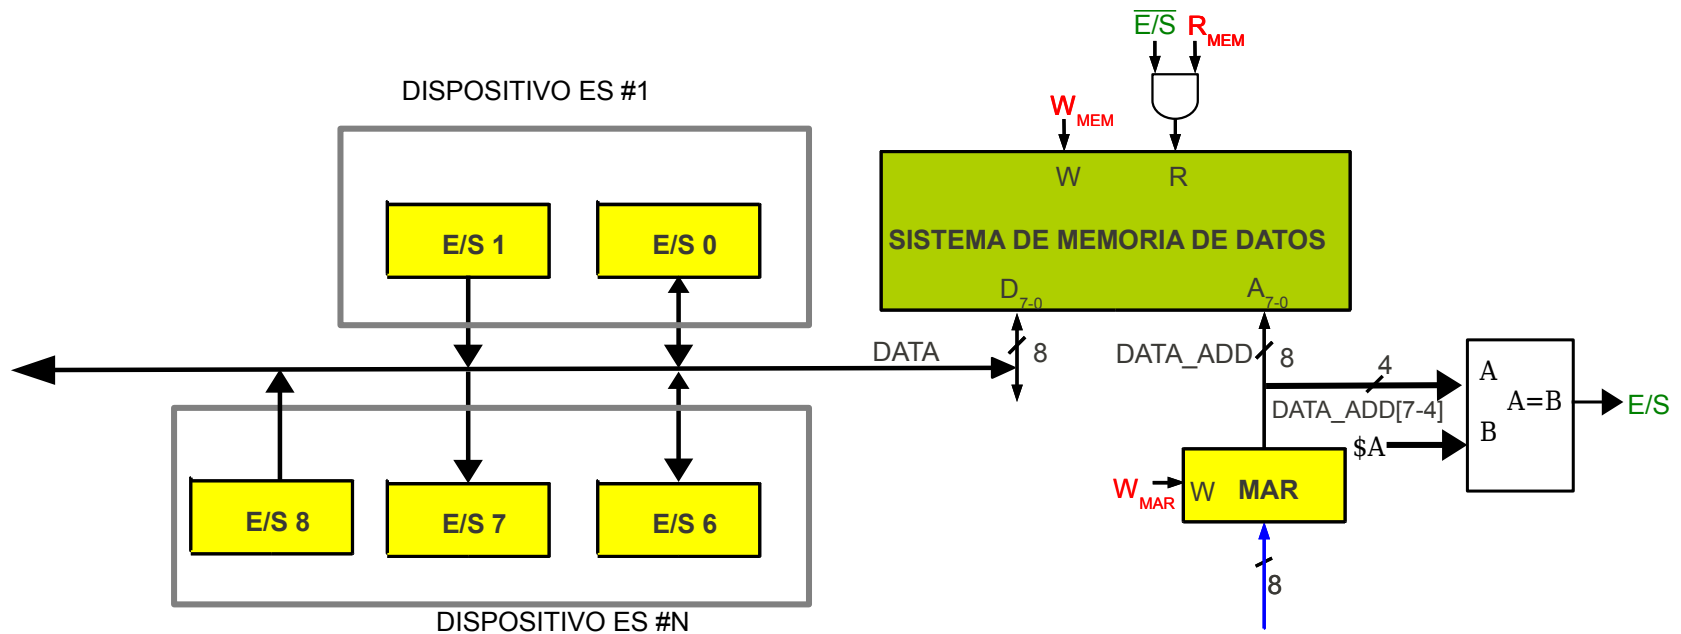 E/S R MEM
DISPOSITIVO ES #1
W MEM
W R
E/S 1 E/S 0
SISTEMA DE MEMORIA DE DATOS
D 7-0 A 7-0
DATA 8 DATA_ADD 8
4
A
A=B
E/S
DATA_ADD[7-4]
B
$A
W MAR
W MAR
E/S 8 E/S 7 E/S 6
8
DISPOSITIVO ES #N